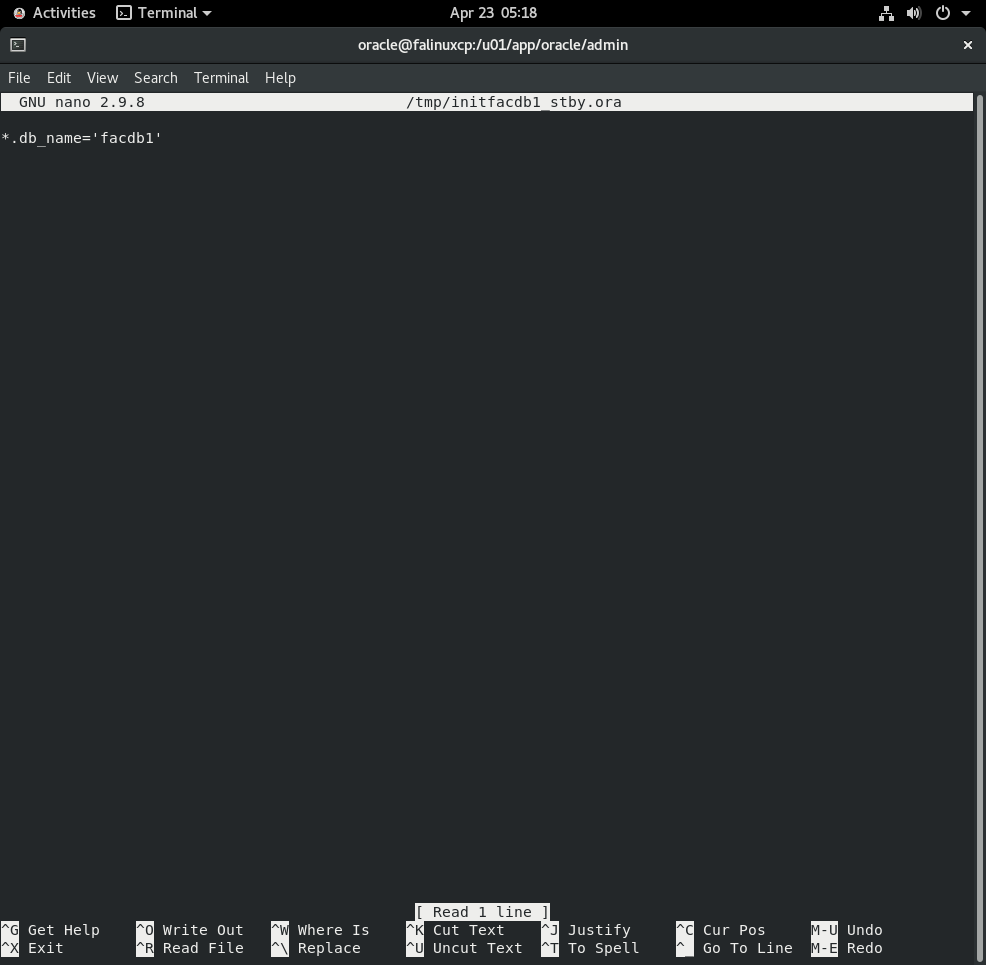 Activities Terminal Apr 23 05:18
oracle@falinuxcp:/u01/app/oracle/admin
File Edit View Search Terminal Help
GNU nano 2.9.8 /tmp/initfacdb1_stby.ora
*.db_name='facdb1'
[ Read 1 line ]
^G Get Help ^O Write Out ^W Where Is ^K Cut Text ^J Justify ^C Cur Pos M-U Undo
^X Exit ^R Read File ^\ Replace ^U Uncut Text ^T To Spell ^_ Go To Line M-E Redo